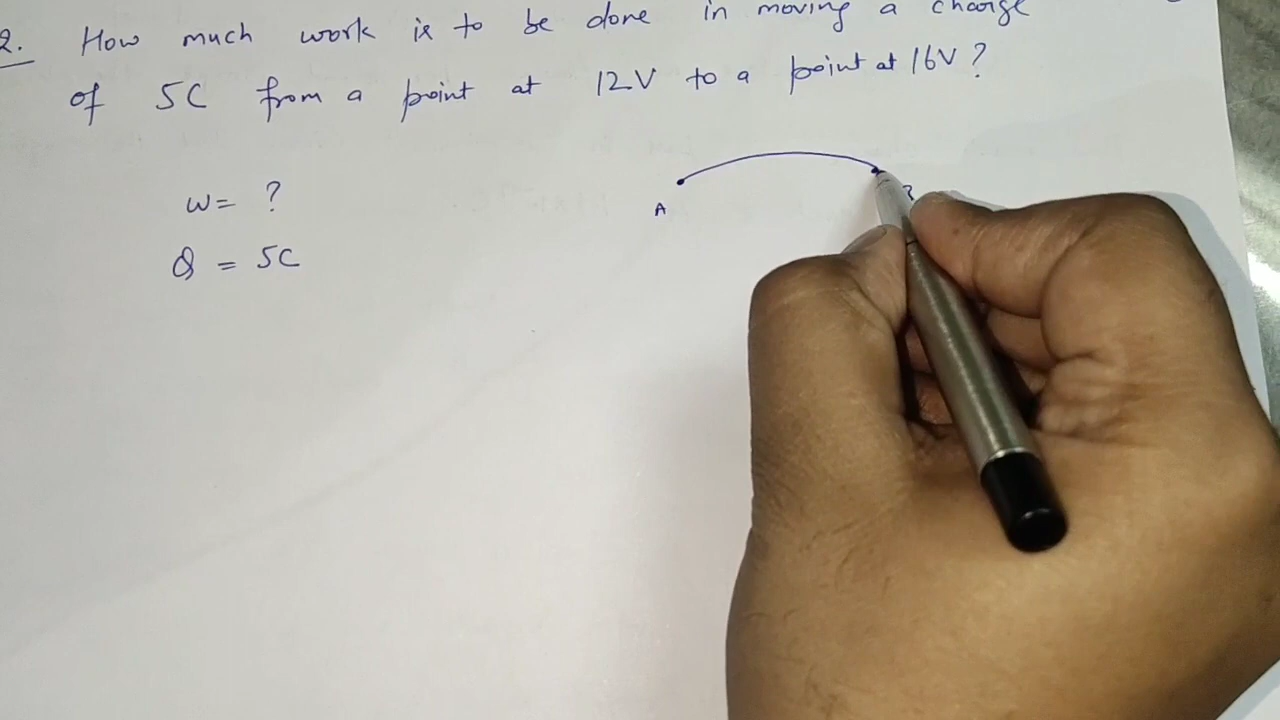 2. How much work is to be done in moving a charge
of 5C from a point at 12V to a point at 16V?
W = ?
Q = 5C
A
B